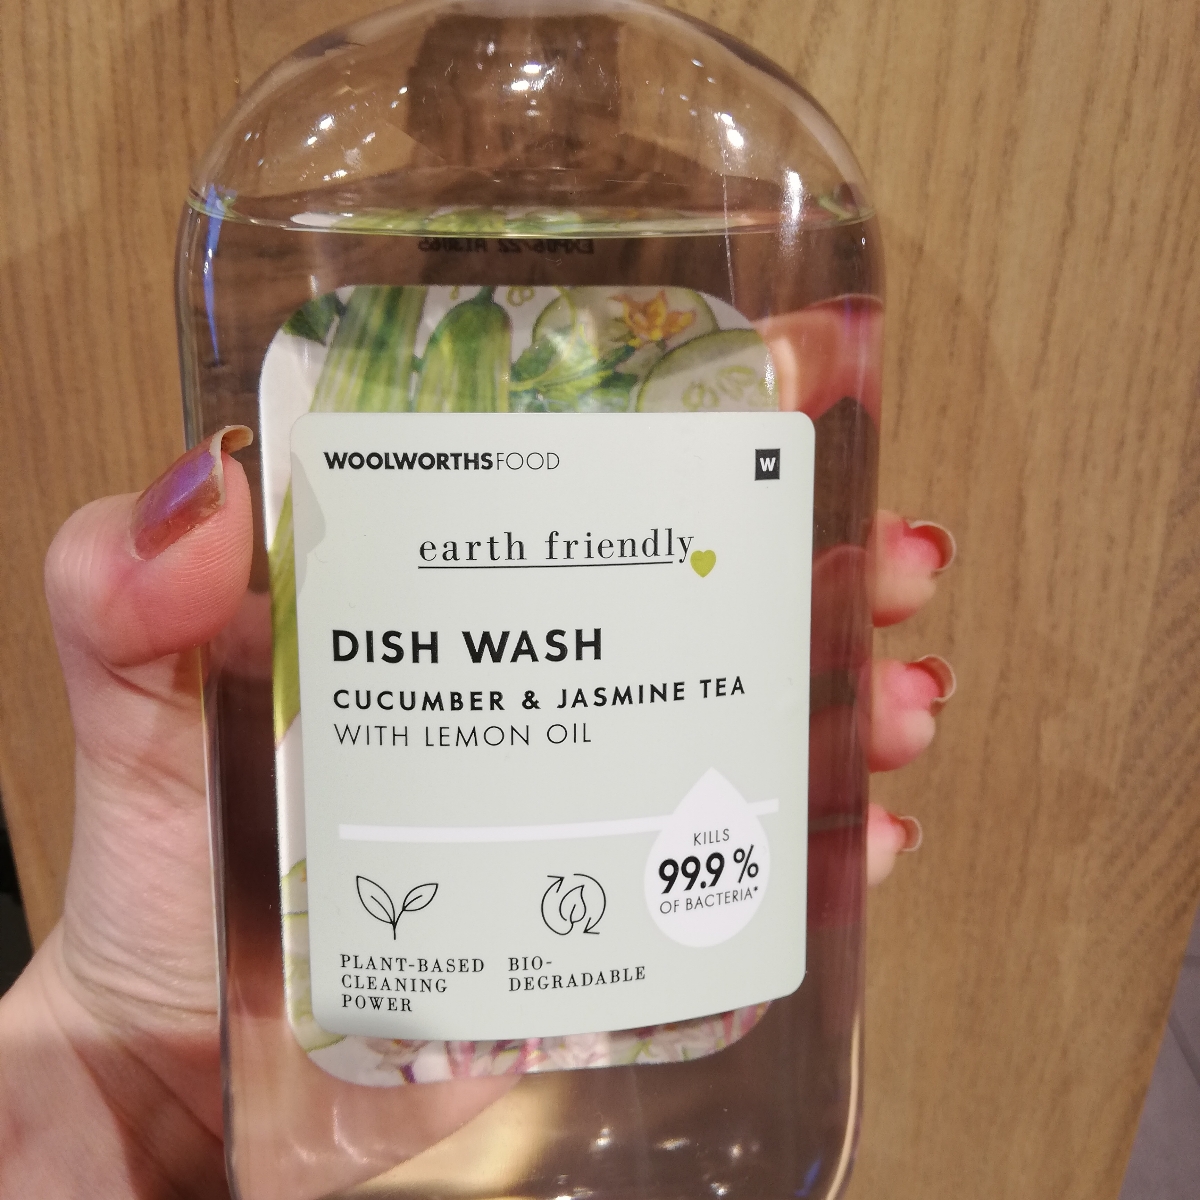 WOOLWORTHSFOOD
W
earth friendly
DISH WASH
CUCUMBER & JASMINE TEA
WITH LEMON OIL
KILLS
99.9%
OF BACTERIA*
PLANT-BASED
CLEANING
POWER
BIO-
DEGRADABLE